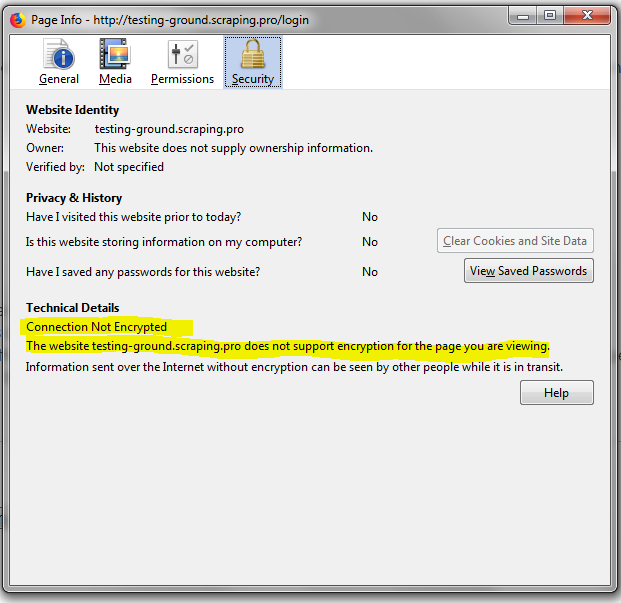 Page Info - http://testing-ground.scraping.pro/login
General Media Permissions Security
Website Identity
Website: testing-ground.scraping.pro
Owner: This website does not supply ownership information.
Verified by: Not specified
Privacy & History
Have I visited this website prior to today? No
Is this website storing information on my computer? No Clear Cookies and Site Data
Have I saved any passwords for this website? No View Saved Passwords
Technical Details
Connection Not Encrypted
The website testing-ground.scraping.pro does not support encryption for the page you are viewing.
Information sent over the Internet without encryption can be seen by other people while it is in transit.
Help